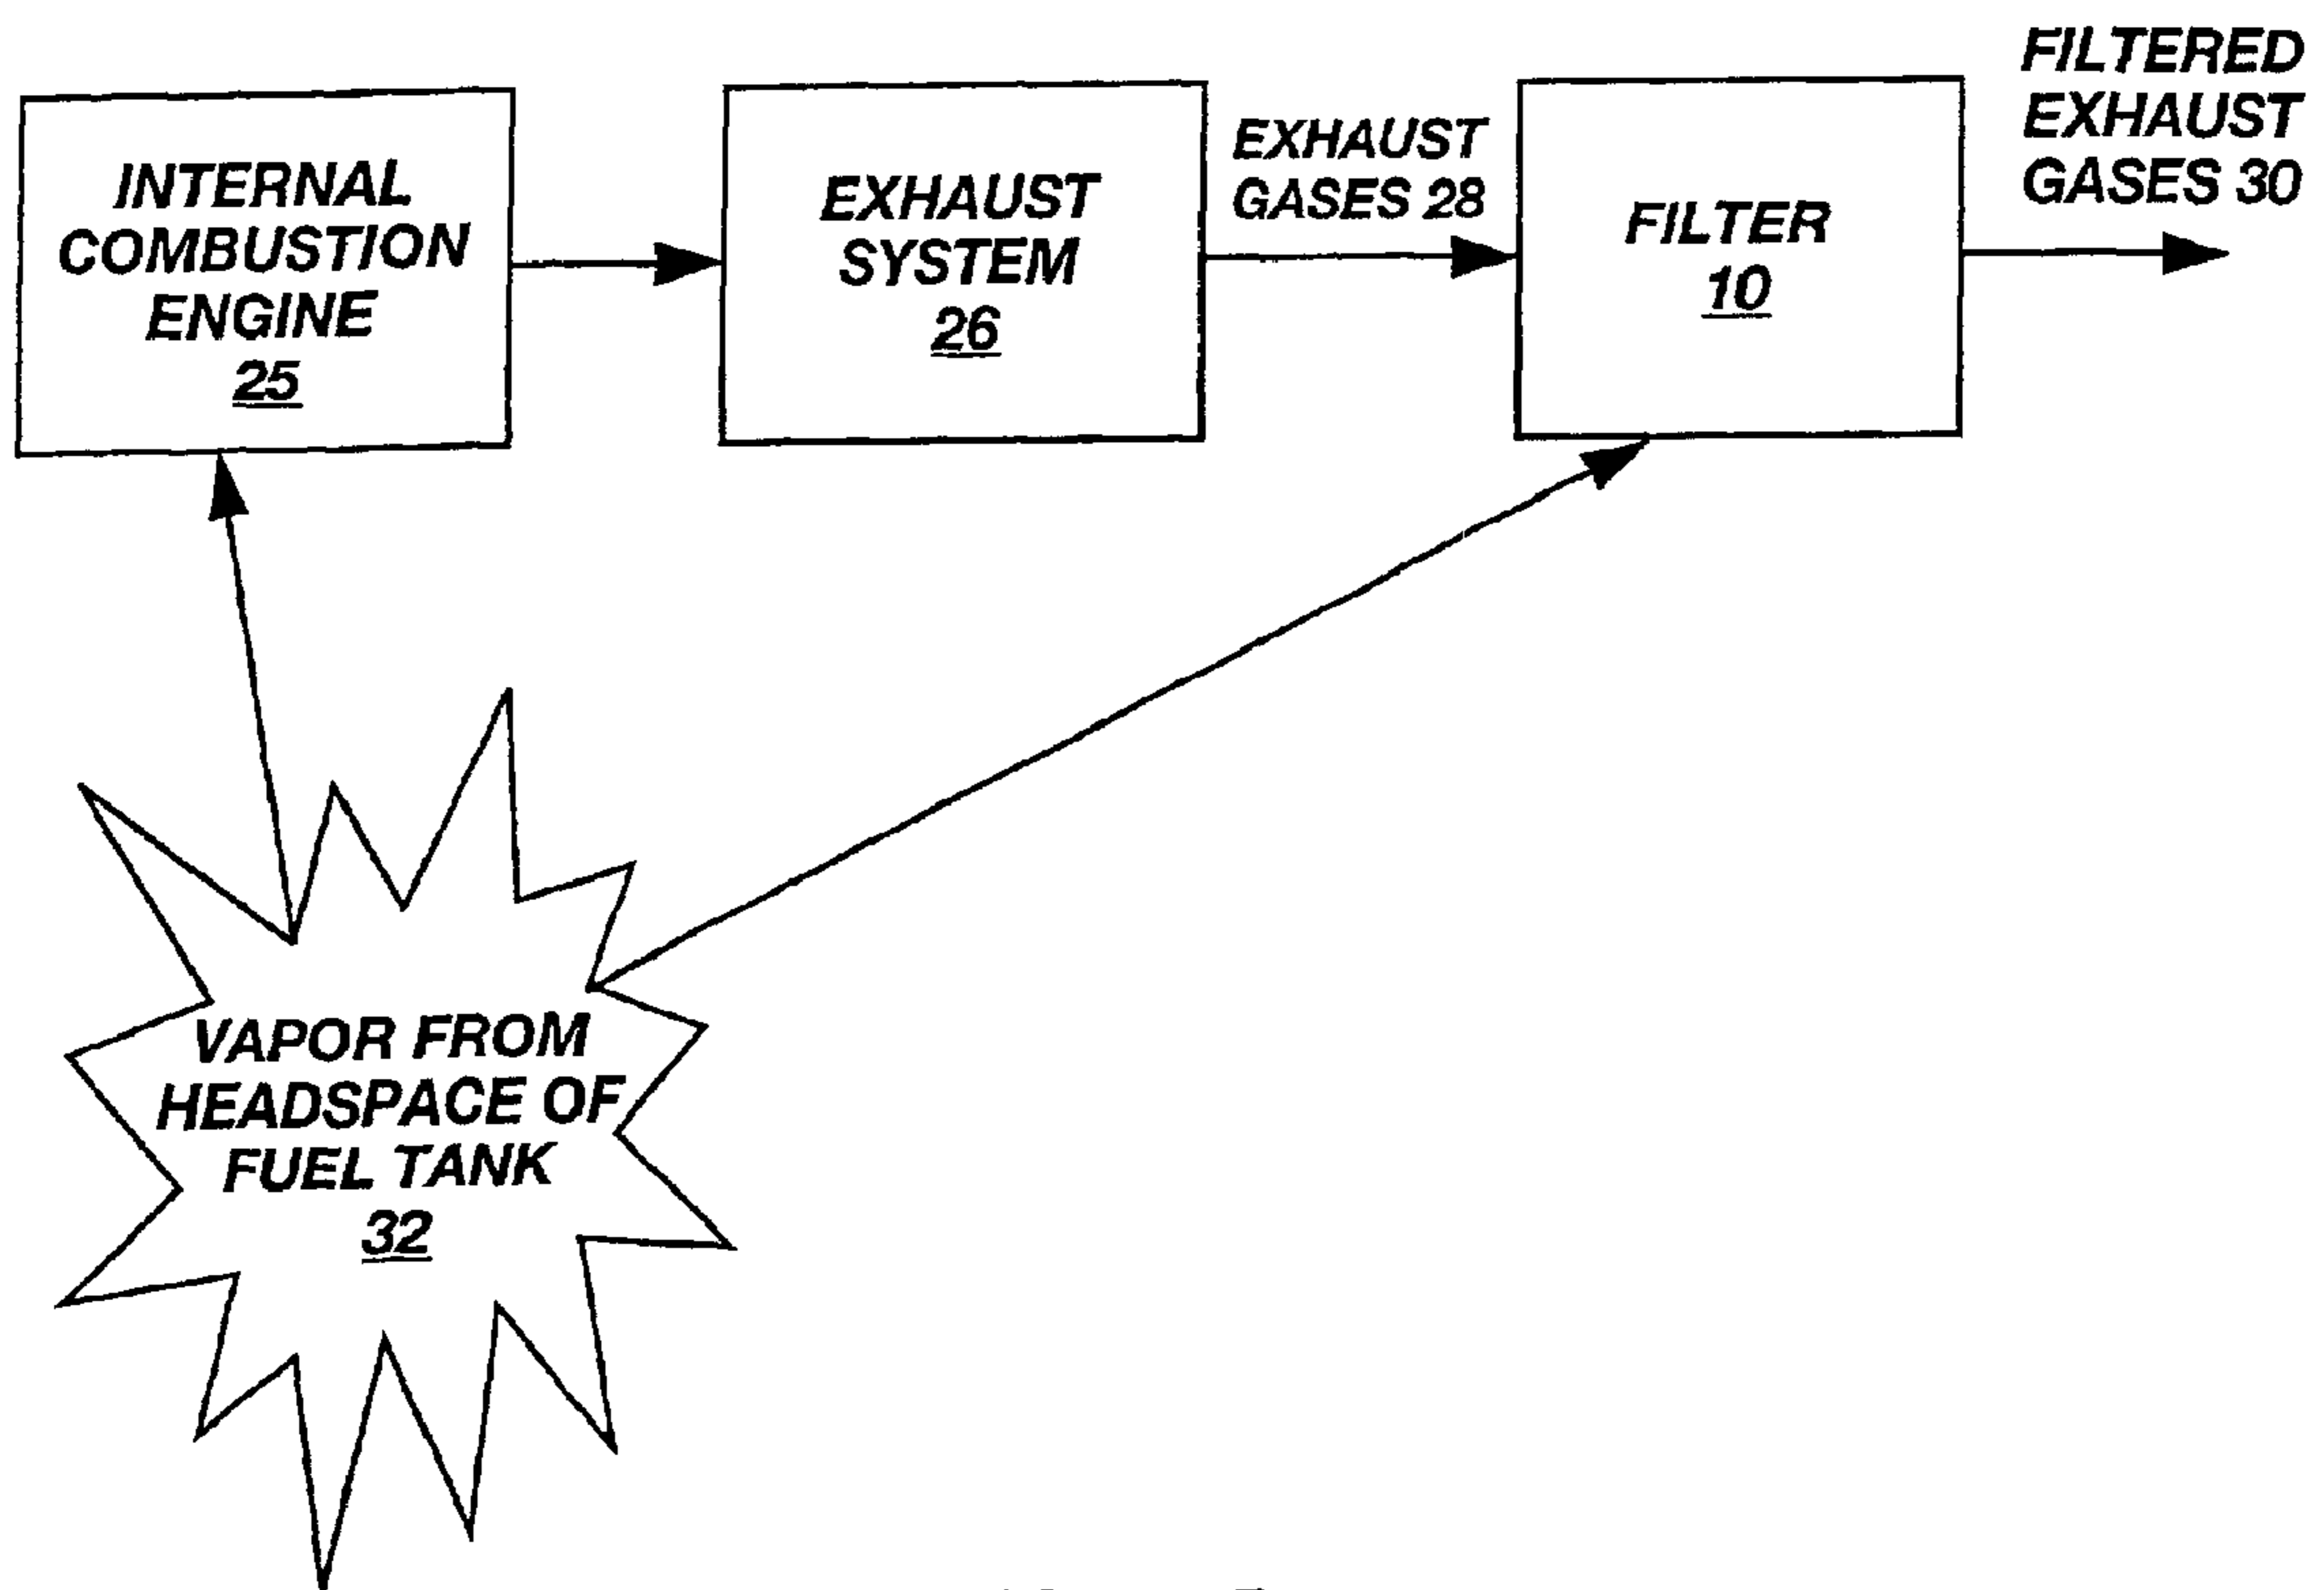 INTERNAL
COMBUSTION
ENGINE
25
EXHAUST
SYSTEM
26
EXHAUST
GASES 28
FILTER
10
FILTERED
EXHAUST
GASES 30
VAPOR FROM
HEADSPACE OF
FUEL TANK
32